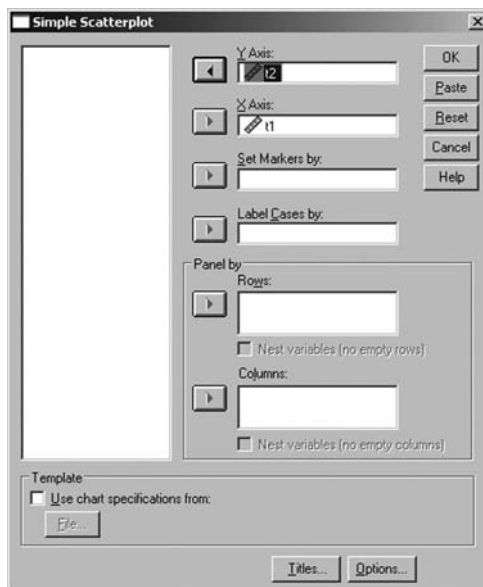 Simple Scatterplot
Y Axis:
t2
X Axis:
t1
Set Markers by:
Label Cases by:
OK
Paste
Reset
Cancel
Help
Panel by
Rows:
Nest variables (no empty rows)
Columns:
Nest variables (no empty columns)
Template
Use chart specifications from:
File...
Titles...
Options...